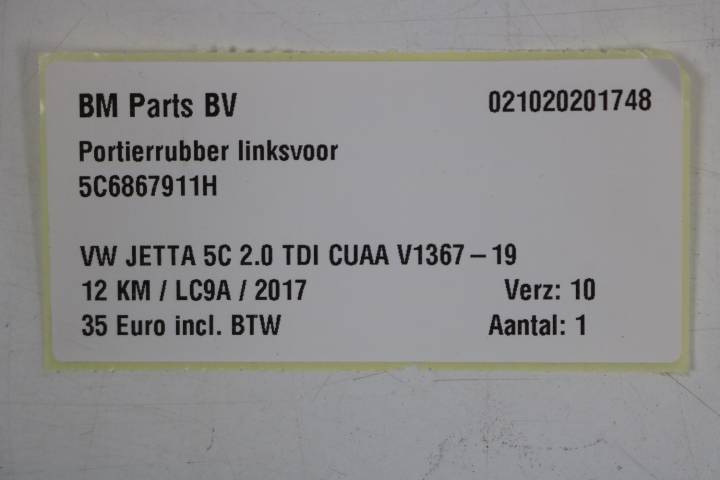 BM Parts BV 021020201748
Portierrubber linksvoor
5C6867911H
VW JETTA 5C 2.0 TDI CUAA V1367 – 19
12 KM / LC9A / 2017 Verz: 10
35 Euro incl. BTW Aantal: 1